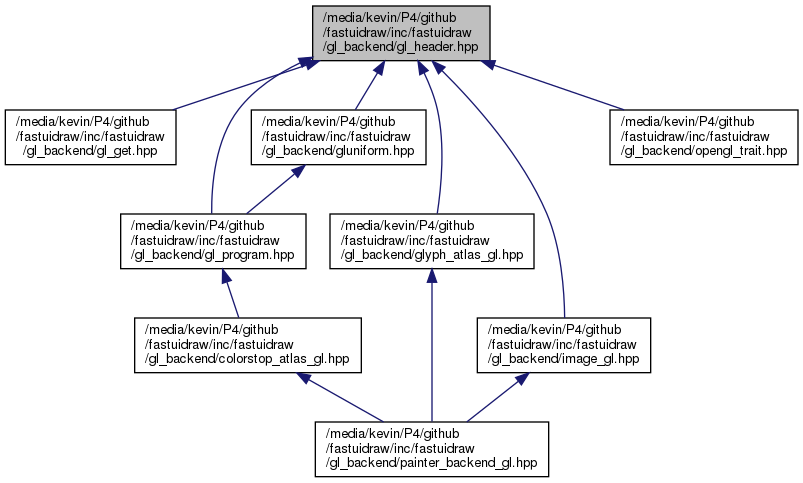 /media/kevin/P4/github
/fastuidraw/inc/fastuidraw
/gl_backend/gl_header.hpp
/media/kevin/P4/github
/fastuidraw/inc/fastuidraw
/gl_backend/gl_get.hpp
/media/kevin/P4/github
/fastuidraw/inc/fastuidraw
/gl_backend/gluniform.hpp
/media/kevin/P4/github
/fastuidraw/inc/fastuidraw
/gl_backend/opengl_trait.hpp
/media/kevin/P4/github
/fastuidraw/inc/fastuidraw
/gl_backend/gl_program.hpp
/media/kevin/P4/github
/fastuidraw/inc/fastuidraw
/gl_backend/glyph_atlas_gl.hpp
/media/kevin/P4/github
/fastuidraw/inc/fastuidraw
/gl_backend/colorstop_atlas_gl.hpp
/media/kevin/P4/github
/fastuidraw/inc/fastuidraw
/gl_backend/image_gl.hpp
/media/kevin/P4/github
/fastuidraw/inc/fastuidraw
/gl_backend/painter_backend_gl.hpp